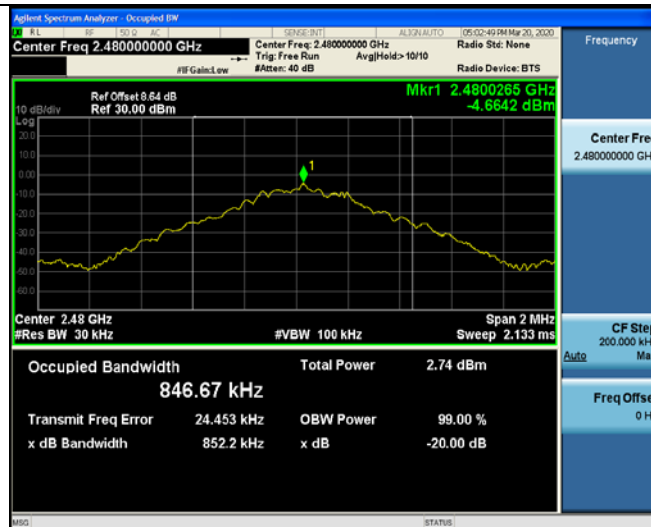 Agilent Spectrum Analyzer - Occupied BW
RL RF 50 Ω AC SENSE:INT ALIGN AUTO 05:02:49 PM Mar 20, 2020
Center Freq 2.480000000 GHz
Center Freq: 2.480000000 GHz Radio Std: None
Trig: Free Run Avg|Hold:> 10/10
#IFGain:Low #Atten: 40 dB Radio Device: BTS
Frequency
Ref Offset 8.64 dB
10 dB/div Ref 30.00 dBm
Mkr1 2.4800265 GHz
-4.6642 dBm
Log
20.0
10.0
0.00
-10.0
-20.0
-30.0
-40.0
-50.0
-60.0
1
Center 2.48 GHz Span 2 MHz
#Res BW 30 kHz #VBW 100 kHz Sweep 2.133 ms
Occupied Bandwidth Total Power 2.74 dBm
846.67 kHz
Transmit Freq Error 24.453 kHz OBW Power 99.00 %
x dB Bandwidth 852.2 kHz x dB -20.00 dB
Center Fre
2.480000000 GH
CF Step
200.000 kH
Auto Ma
Freq Offse
0 H
MSG STATUS